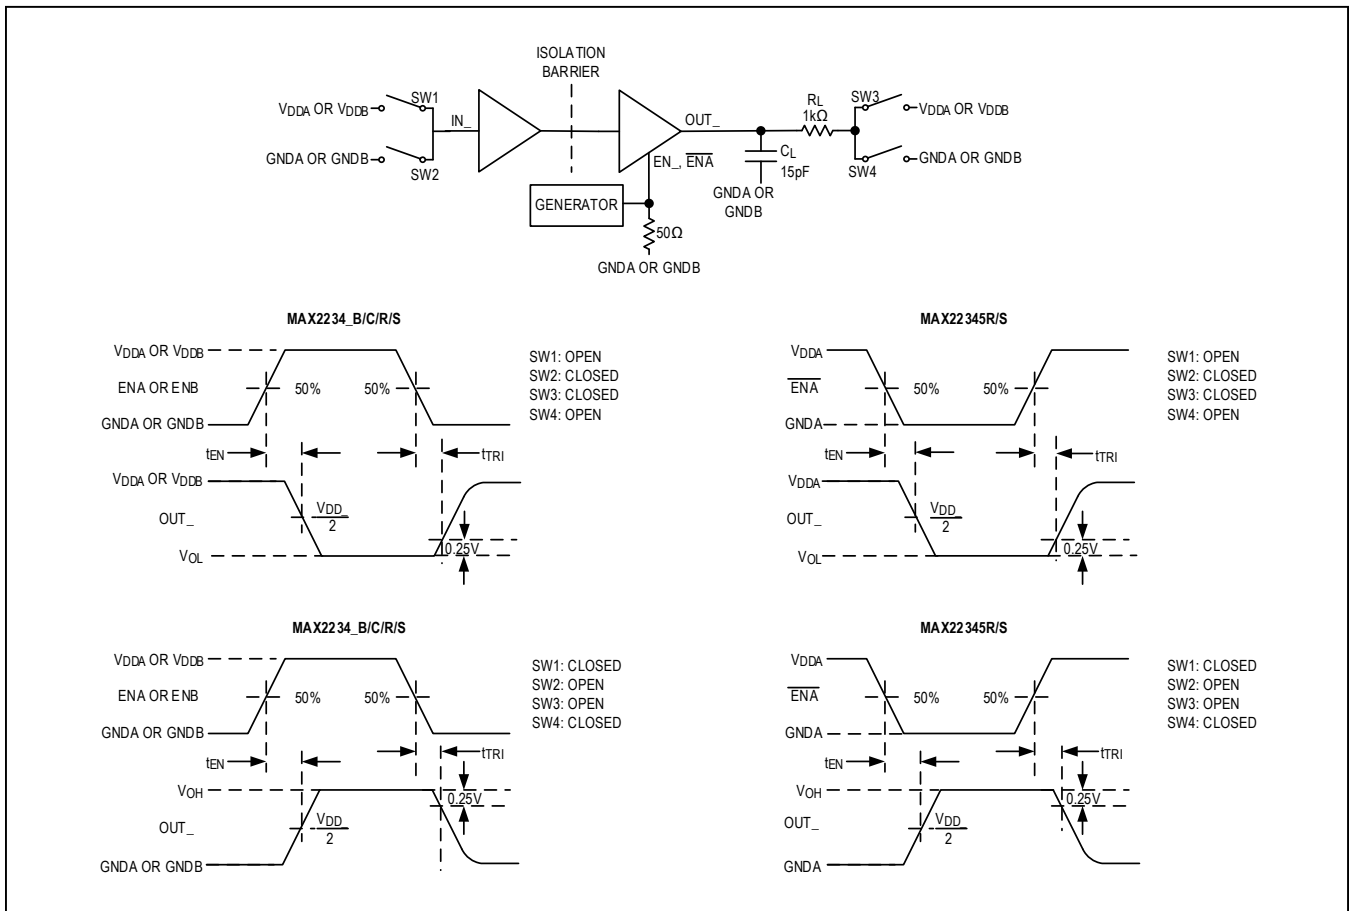 ISOLATION
BARRIER
VDDA OR VDDB
SW1
IN_
OUT_
RL
1kΩ
SW3
VDDA OR VDDB
GNDA OR GNDB
SW2
EN_, E̅N̅A̅
CL
15pF
SW4
GNDA OR GNDB
GENERATOR
GNDA OR
GNDB
50Ω
GNDA OR GNDB
MAX2234_B/C/R/S
VDDA OR VDDB
ENA OR ENB
50%
50%
GNDA OR GNDB
SW1: OPEN
SW2: CLOSED
SW3: CLOSED
SW4: OPEN
tEN
tTRI
VDDA OR VDDB
OUT_
VDD_
2
VOL
0.25V
MAX22345R/S
VDDA
E̅N̅A̅
50%
50%
GNDA
SW1: OPEN
SW2: CLOSED
SW3: CLOSED
SW4: OPEN
tEN
tTRI
VDDA
OUT_
VDD_
2
VOL
0.25V
MAX2234_B/C/R/S
VDDA OR VDDB
ENA OR ENB
50%
50%
GNDA OR GNDB
SW1: CLOSED
SW2: OPEN
SW3: OPEN
SW4: CLOSED
tEN
tTRI
VOH
0.25V
OUT_
VDD_
2
GNDA OR GNDB
MAX22345R/S
VDDA
E̅N̅A̅
50%
50%
GNDA
SW1: CLOSED
SW2: OPEN
SW3: OPEN
SW4: CLOSED
tEN
tTRI
VOH
0.25V
OUT_
VDD_
2
GNDA